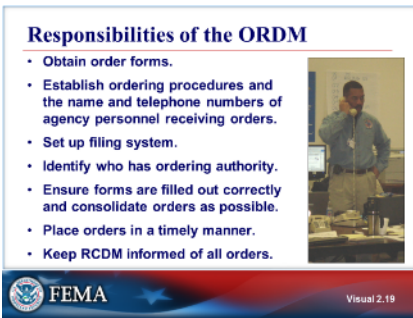 Responsibilities of the ORDM
• Obtain order forms.
• Establish ordering procedures and
the name and telephone numbers of
agency personnel receiving orders.
• Set up filing system.
• Identify who has ordering authority.
• Ensure forms are filled out correctly
and consolidate orders as possible.
• Place orders in a timely manner.
• Keep RCDM informed of all orders.
FEMA
Visual 2.19